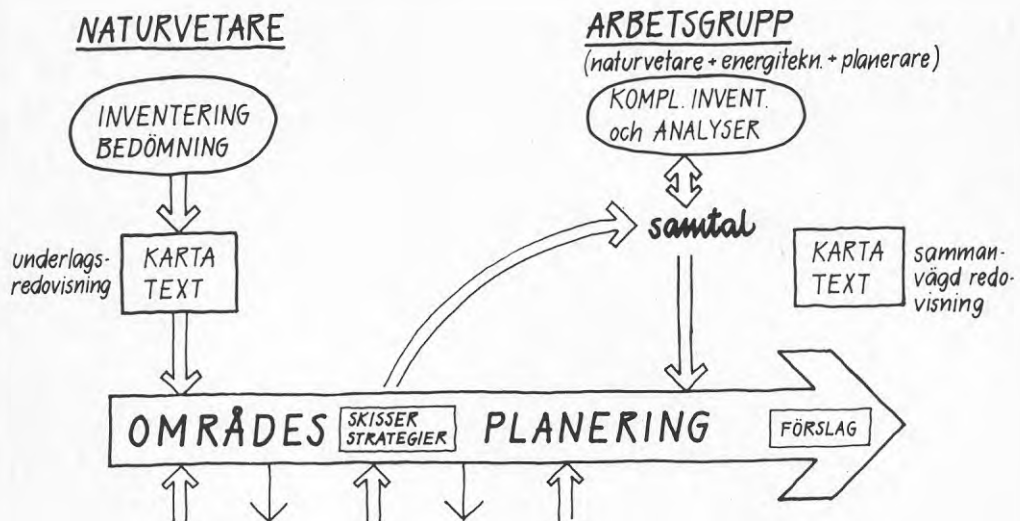 NATURVETARE
INVENTERING
BEDÖMNING
underlags-
redovisning
KARTA
TEXT
ARBETSGRUPP
(naturvetare + energitekn. + planerare)
KOMPL. INVENT.
och ANALYSER
samtal
KARTA
TEXT
samman-
vägd redo-
visning
OMRÅDES
SKISSER
STRATEGIER
PLANERING
FÖRSLAG